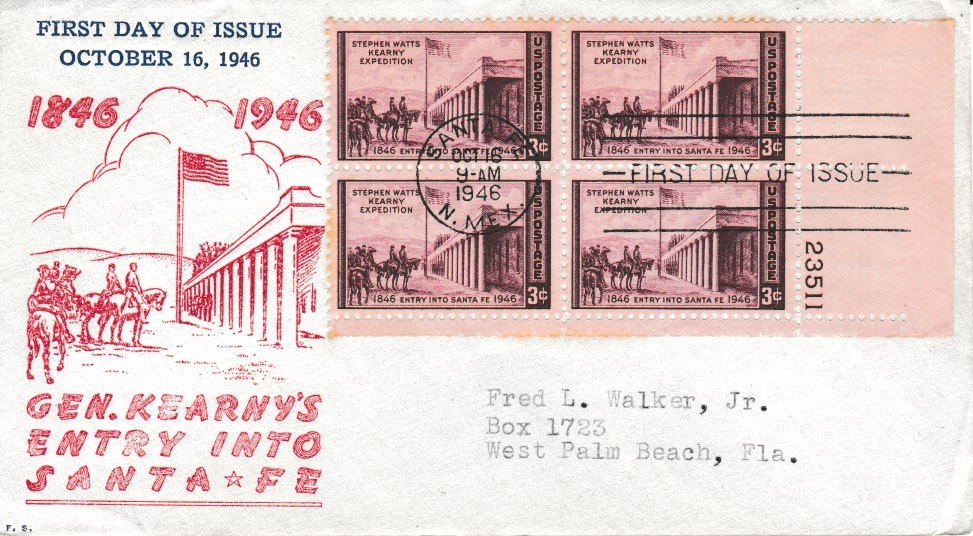 FIRST DAY OF ISSUE
OCTOBER 16, 1946
1846 1946
GEN. KEARNY'S
ENTRY INTO
SANTA ☆ FE
F. S.
STEPHEN WATTS
KEARNY
EXPEDITION
US POSTAGE
1846 ENTRY INTO SANTA FE 1946
3¢
STEPHEN WATTS
KEARNY
EXPEDITION
US POSTAGE
1846 ENTRY INTO SANTA FE 1946
3¢
STEPHEN WATTS
KEARNY
EXPEDITION
US POSTAGE
1846 ENTRY INTO SANTA FE 1946
3¢
STEPHEN WATTS
KEARNY
EXPEDITION
US POSTAGE
1846 ENTRY INTO SANTA FE 1946
3¢
SANTA FE
OCT 16
9-AM
1946
N. MEX.
FIRST DAY OF ISSUE
23511
Fred L. Walker, Jr.
Box 1723
West Palm Beach, Fla.